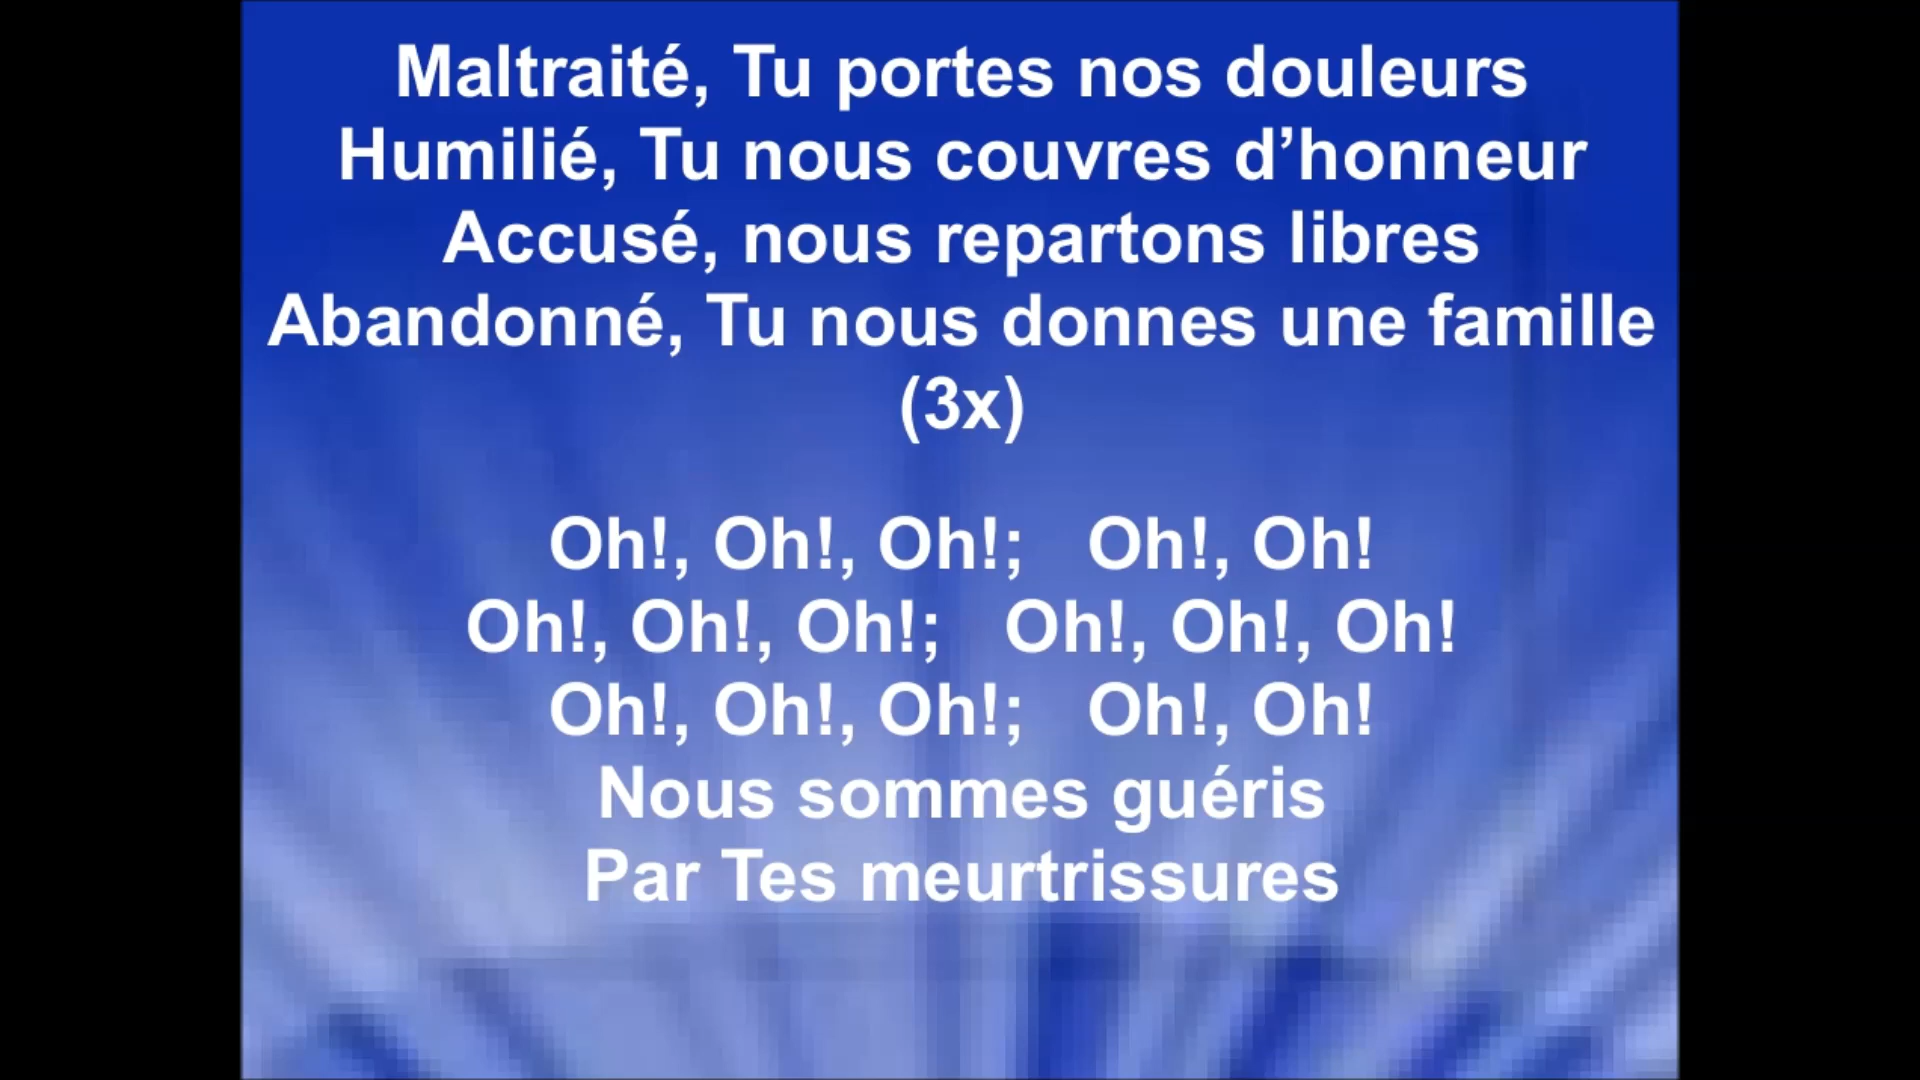 Maltraité, Tu portes nos douleurs
Humilié, Tu nous couvres d’honneur
Accusé, nous repartons libres
Abandonné, Tu nous donnes une famille
(3x)
Oh!, Oh!, Oh!;   Oh!, Oh!
Oh!, Oh!, Oh!;   Oh!, Oh!, Oh!
Oh!, Oh!, Oh!;   Oh!, Oh!
Nous sommes guéris
Par Tes meurtrissures